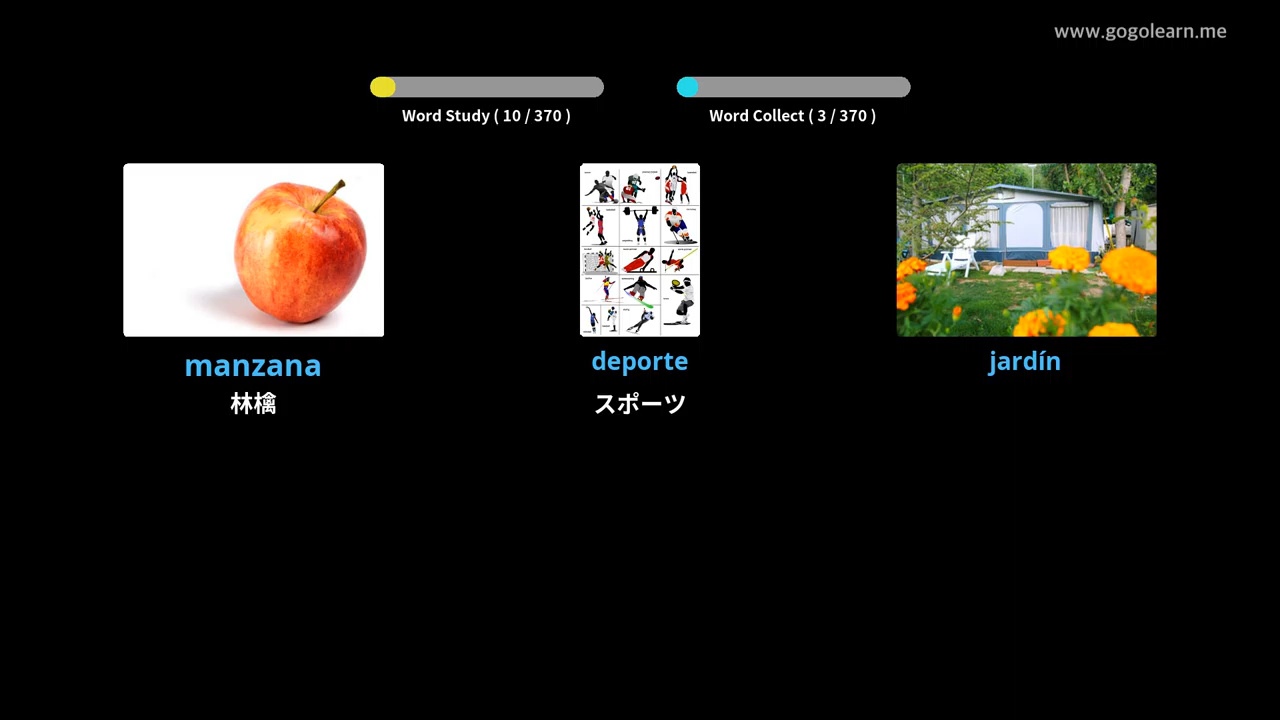 www.gogolearn.me
Word Study ( 10 / 370 )
Word Collect ( 3 / 370 )
manzana
deporte
jardín
林檎
スポーツ